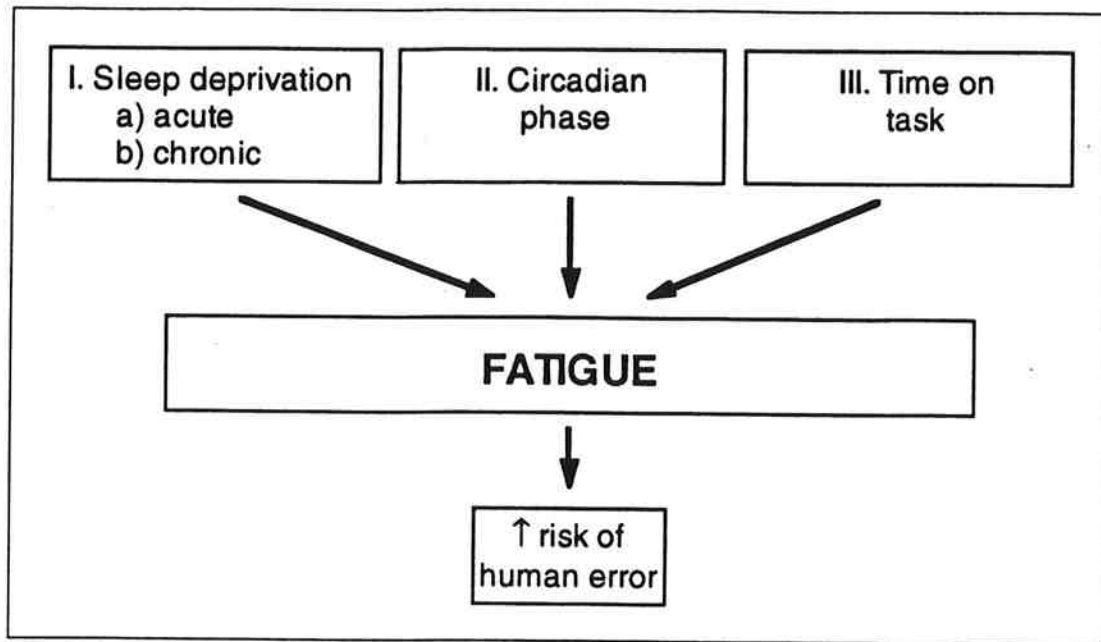 I. Sleep deprivation
a) acute
b) chronic
II. Circadian
phase
III. Time on
task
FATIGUE
↑ risk of
human error